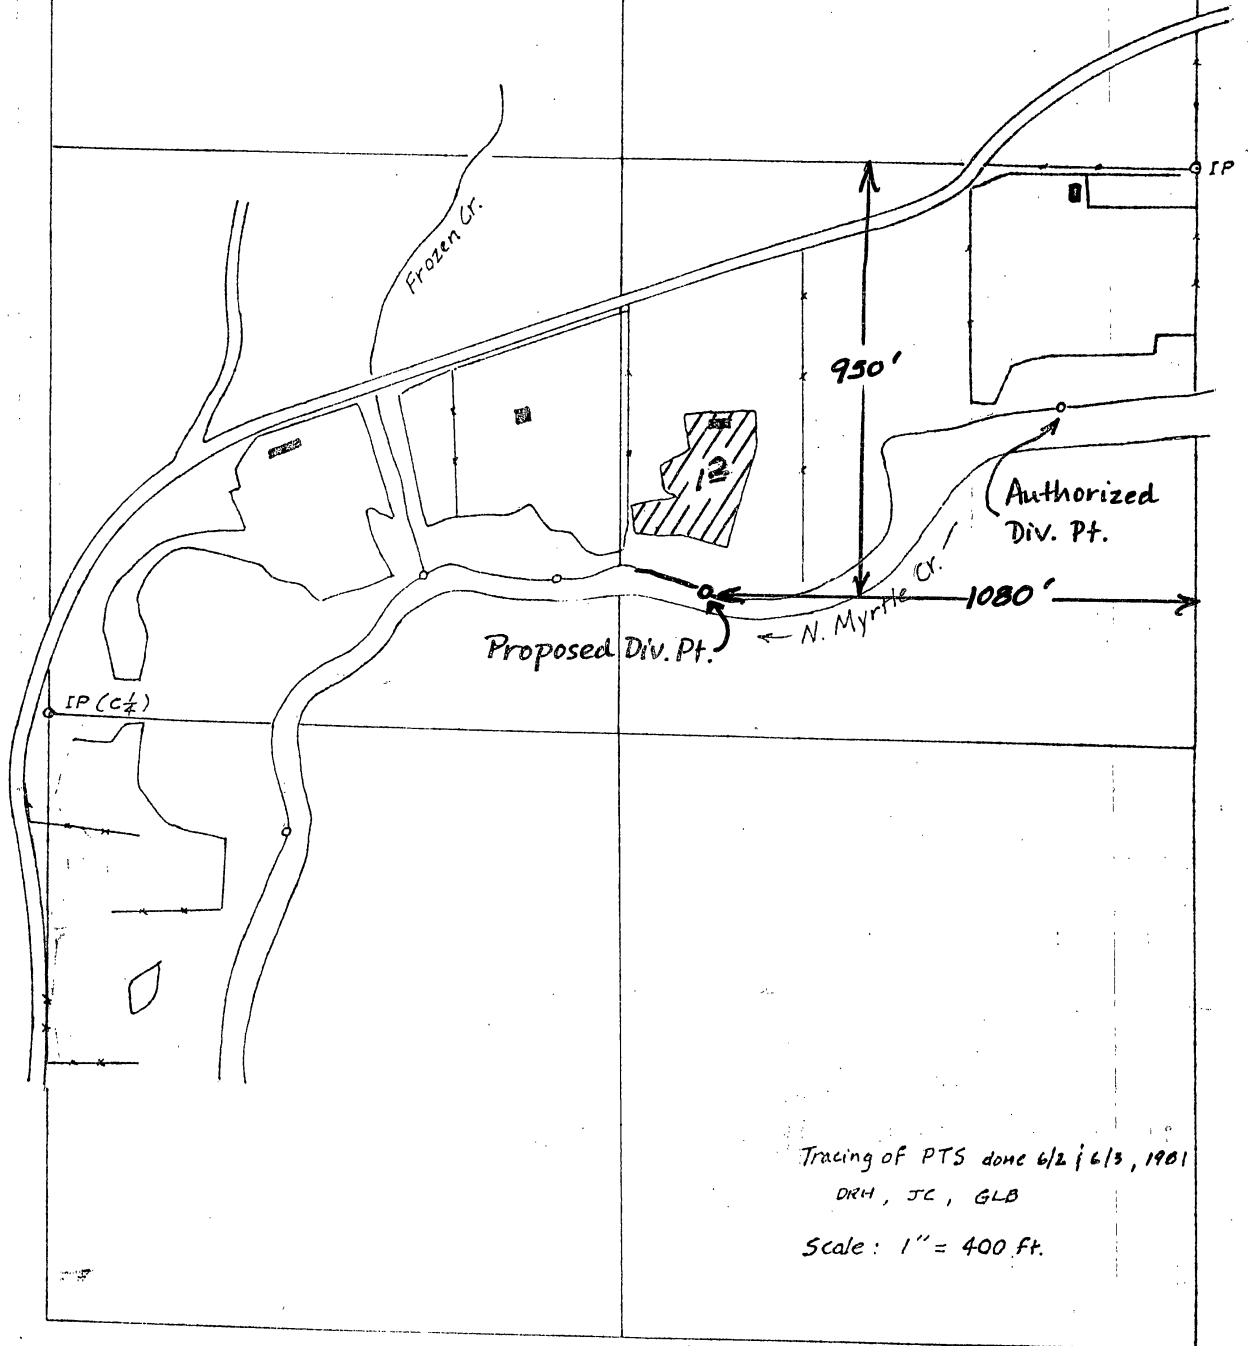 IP
Frozen Cr.
950'
1²
Authorized
Div. Pt.
1080'
← N. Myrtle Cr.
Proposed Div. Pt.
IP (C¼)
Tracing of PTS done 6/2 & 6/3, 1981
DRH, JC, GLB
Scale: 1" = 400 ft.